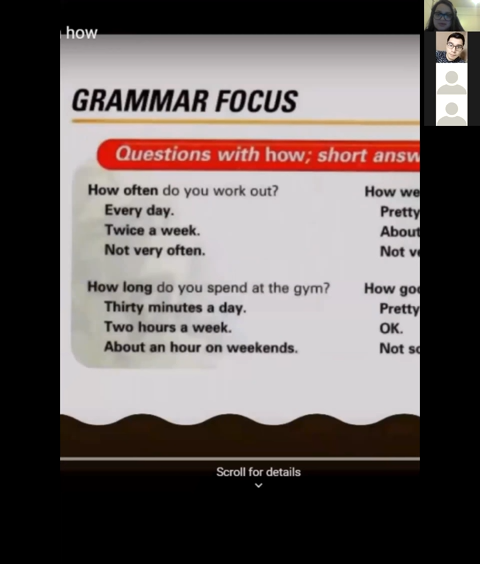 how
GRAMMAR FOCUS
Questions with how; short answ
How often do you work out?
Every day.
Twice a week.
Not very often.
How long do you spend at the gym?
Thirty minutes a day.
Two hours a week.
About an hour on weekends.
How we
Pretty
About
Not
How
Pretty
OK.
Not
Scroll for details